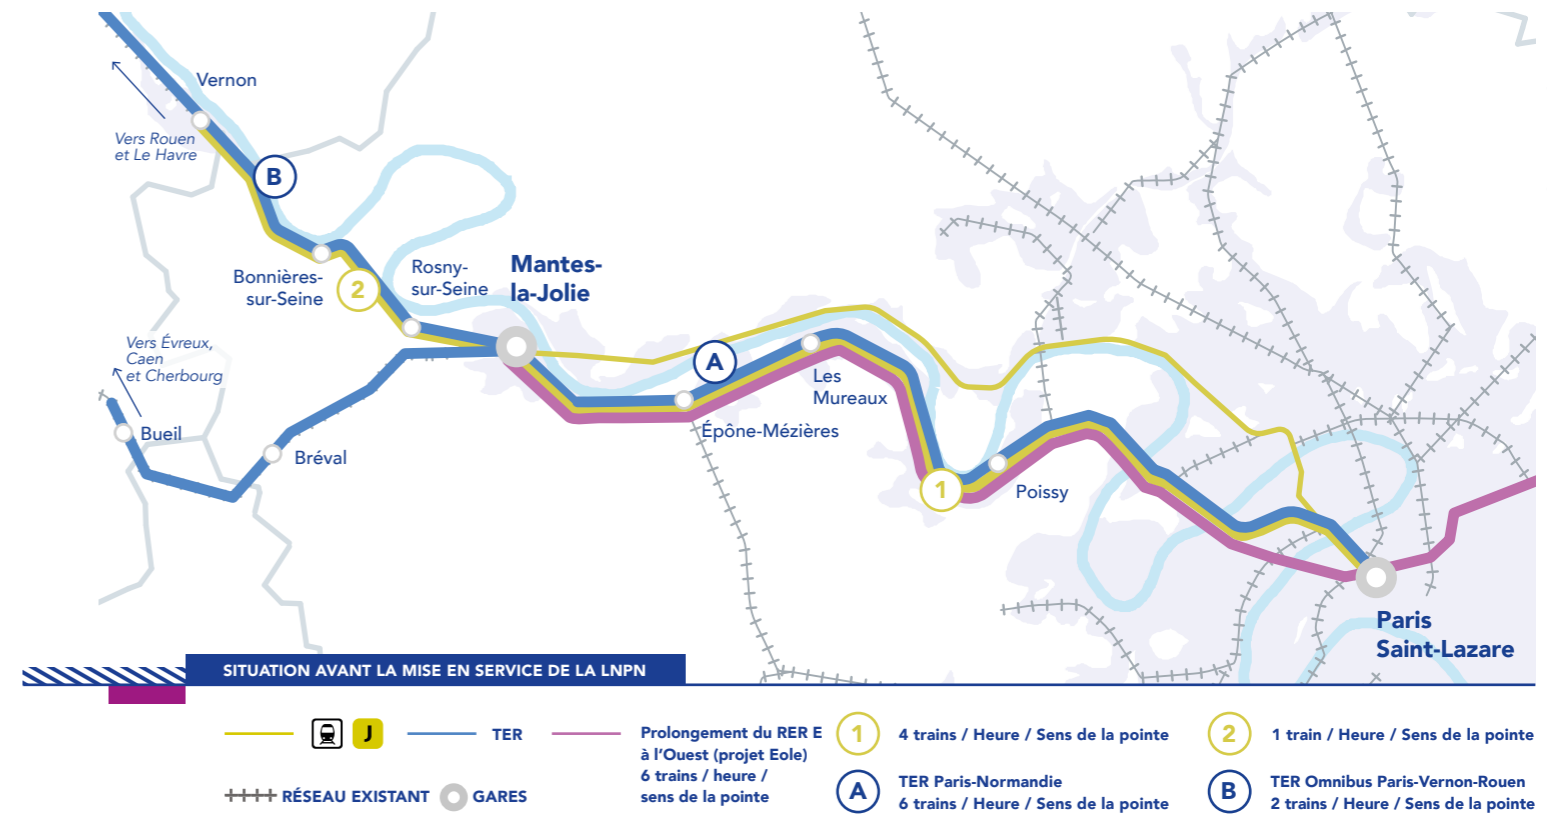 Vernon
Vers Rouen
et Le Havre
B
Bonnières-
sur-Seine
2
Rosny-
sur-Seine
Mantes-
la-Jolie
Vers Évreux,
Caen
et Cherbourg
A
Les
Mureaux
Bueil
Bréval
Épône-Mézières
1
Poissy
Paris
Saint-Lazare
SITUATION AVANT LA MISE EN SERVICE DE LA LNPN
J
TER
Prolongement du RER E
à l’Ouest (projet Eole)
6 trains / heure /
sens de la pointe
1
4 trains / Heure / Sens de la pointe
2
1 train / Heure / Sens de la pointe
RÉSEAU EXISTANT
GARES
A
TER Paris-Normandie
6 trains / Heure / Sens de la pointe
B
TER Omnibus Paris-Vernon-Rouen
2 trains / Heure / Sens de la pointe